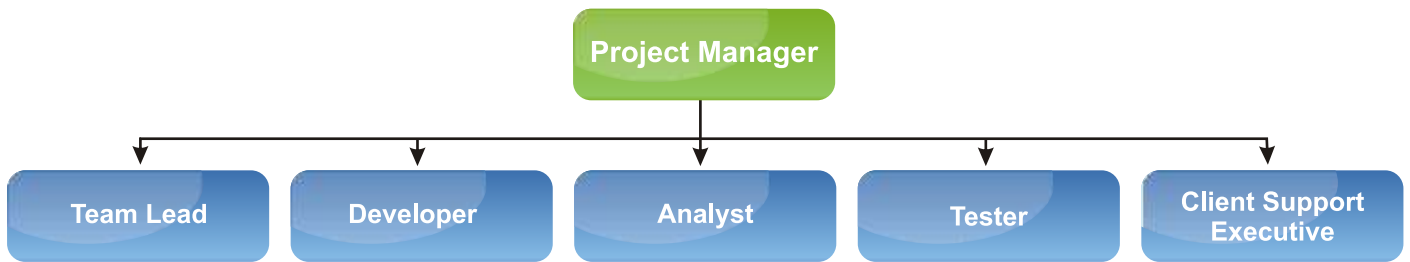 Project Manager
Team Lead
Developer
Analyst
Tester
Client Support
Executive